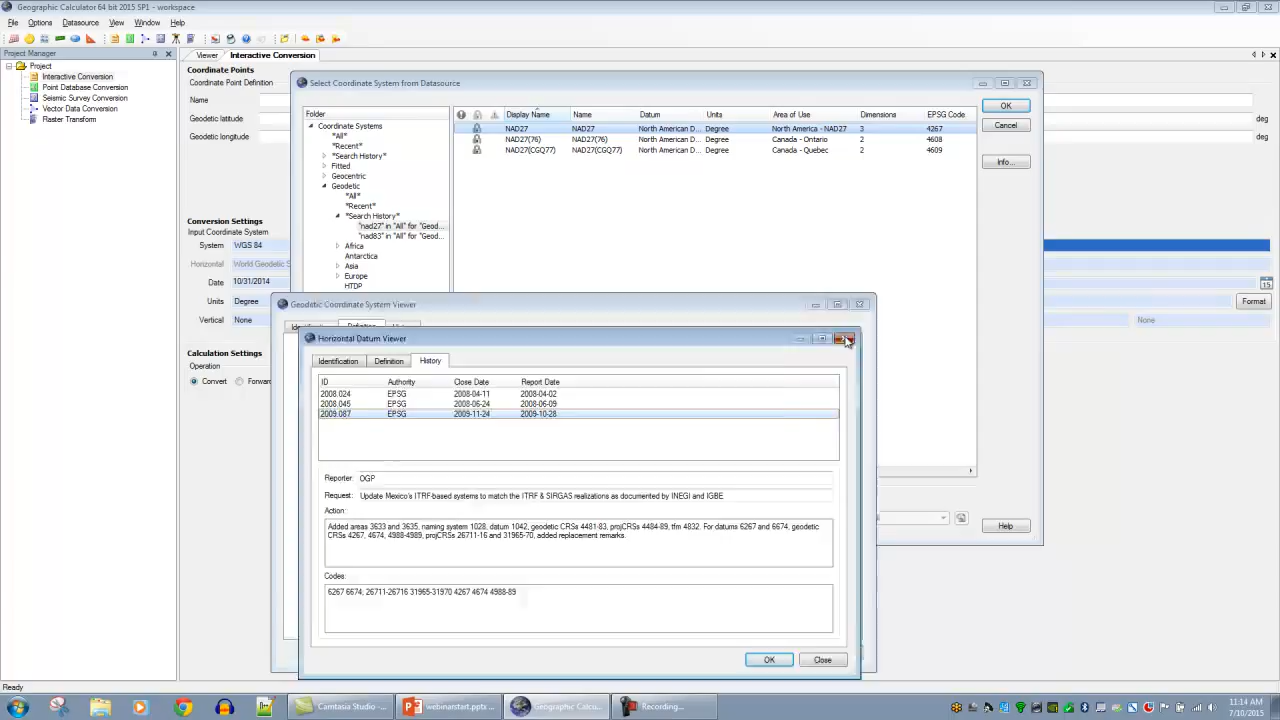 Geographic Calculator 64 bit 2015 SP1 - workspace
File Options Datasource View Window Help
Project Manager
Project
Interactive Conversion
Point Database Conversion
Seismic Survey Conversion
Vector Data Conversion
Raster Transform
Viewer Interactive Conversion
Coordinate Points
Coordinate Point Definition
Name
Geodetic latitude
deg
Geodetic longitude
deg
Conversion Settings
Input Coordinate System
System WGS 84
Horizontal World Geodetic S
Date 10/31/2014
15
Units Degree
Format
Vertical None
None
Calculation Settings
Operation
Convert Forward
Select Coordinate System from Datasource
Folder
Coordinate Systems
"All"
"Recent"
"Search History"
Fitted
Geocentric
Geodetic
"All"
"Recent"
"Search History"
"nad27" in "All" for "Geod...
"nad83" in "All" for "Geod...
Africa
Antarctica
Asia
Europe
HTDP
Display Name Name Datum Units Area of Use Dimensions EPSG Code
NAD27 NAD27 North American D... Degree North America - NAD27 3 4267
NAD27(76) NAD27(76) North American D... Degree Canada - Ontario 2 4608
NAD27(CGQ77) NAD27(CGQ77) North American D... Degree Canada - Quebec 2 4609
OK
Cancel
Info...
Help
Geodetic Coordinate System Viewer
Horizontal Datum Viewer
Identification Definition History
ID Authority Close Date Report Date
2008.024 EPSG 2008-04-11 2008-04-02
2008.045 EPSG 2008-06-24 2008-06-09
2009.087 EPSG 2009-11-24 2009-10-28
Reporter: OGP
Request: Update Mexico's ITRF-based systems to match the ITRF & SIRGAS realizations as documented by INEGI and IGBE.
Action:
Added areas 3633 and 3635, naming system 1028, datum 1042, geodetic CRSs 4481-83, projCRSs 4484-89, tfm 4832. For datums 6267 and 6674, geodetic
CRSs 4267, 4674, 4988-4989, projCRSs 26711-16 and 31965-70, added replacement remarks.
Codes:
6267 6674; 26711-26716 31965-31970 4267 4674 4988-89
OK Close
Ready
Camtasia Studio -... webinarstart.pptx ... Geographic Calcu... Recording...
11:14 AM
7/10/2015